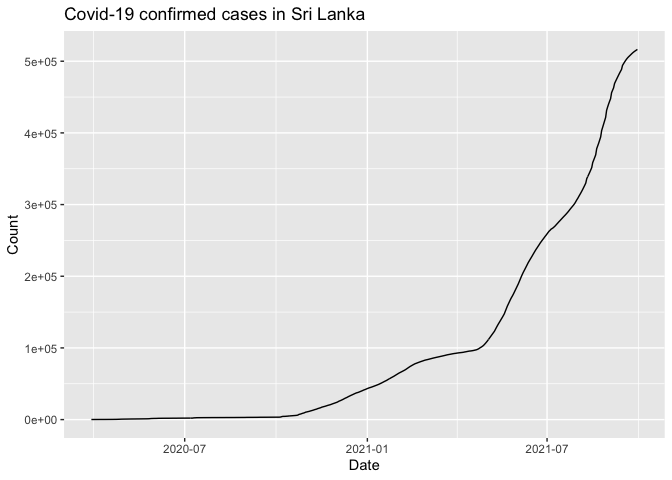 Covid-19 confirmed cases in Sri Lanka
5e+05
4e+05
3e+05
2e+05
1e+05
0e+00
Count
2020-07
2021-01
2021-07
Date